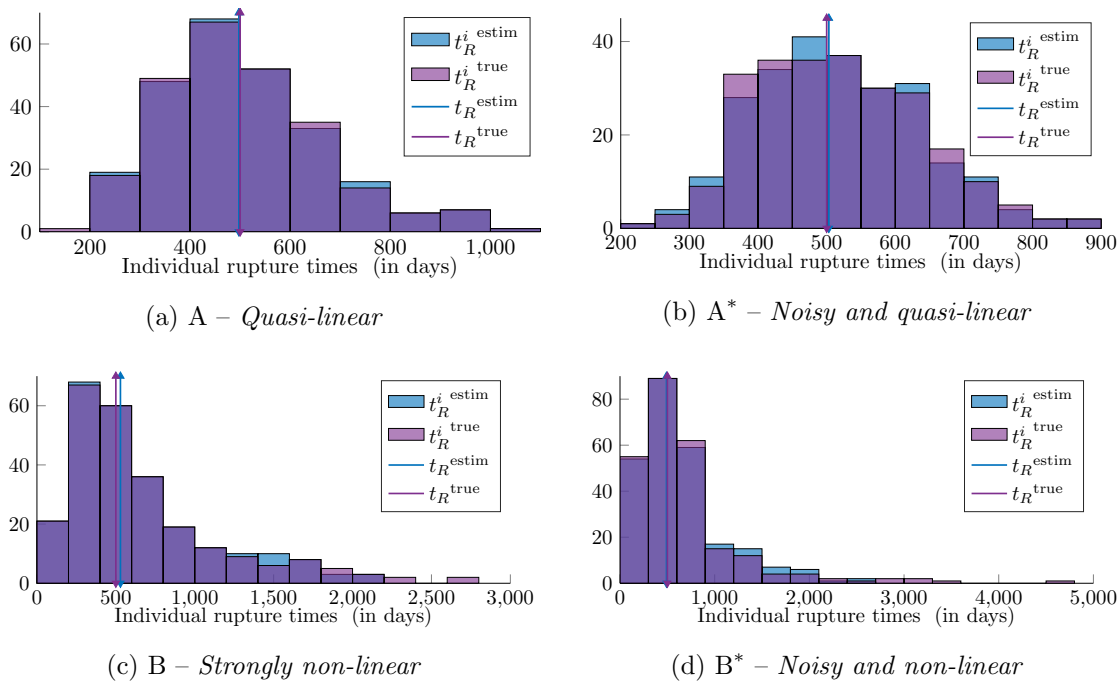 60
40
20
0
200 400 600 800 1,000
Individual rupture times (in days)
t_R^i estim
t_R^i true
t_R estim
t_R true
(a) A – Quasi-linear
40
20
0
200 300 400 500 600 700 800 900
Individual rupture times (in days)
t_R^i estim
t_R^i true
t_R estim
t_R true
(b) A* – Noisy and quasi-linear
60
40
20
0
0 500 1,000 1,500 2,000 2,500 3,000
Individual rupture times (in days)
t_R^i estim
t_R^i true
t_R estim
t_R true
(c) B – Strongly non-linear
80
60
40
20
0
0 1,000 2,000 3,000 4,000 5,000
Individual rupture times (in days)
t_R^i estim
t_R^i true
t_R estim
t_R true
(d) B* – Noisy and non-linear